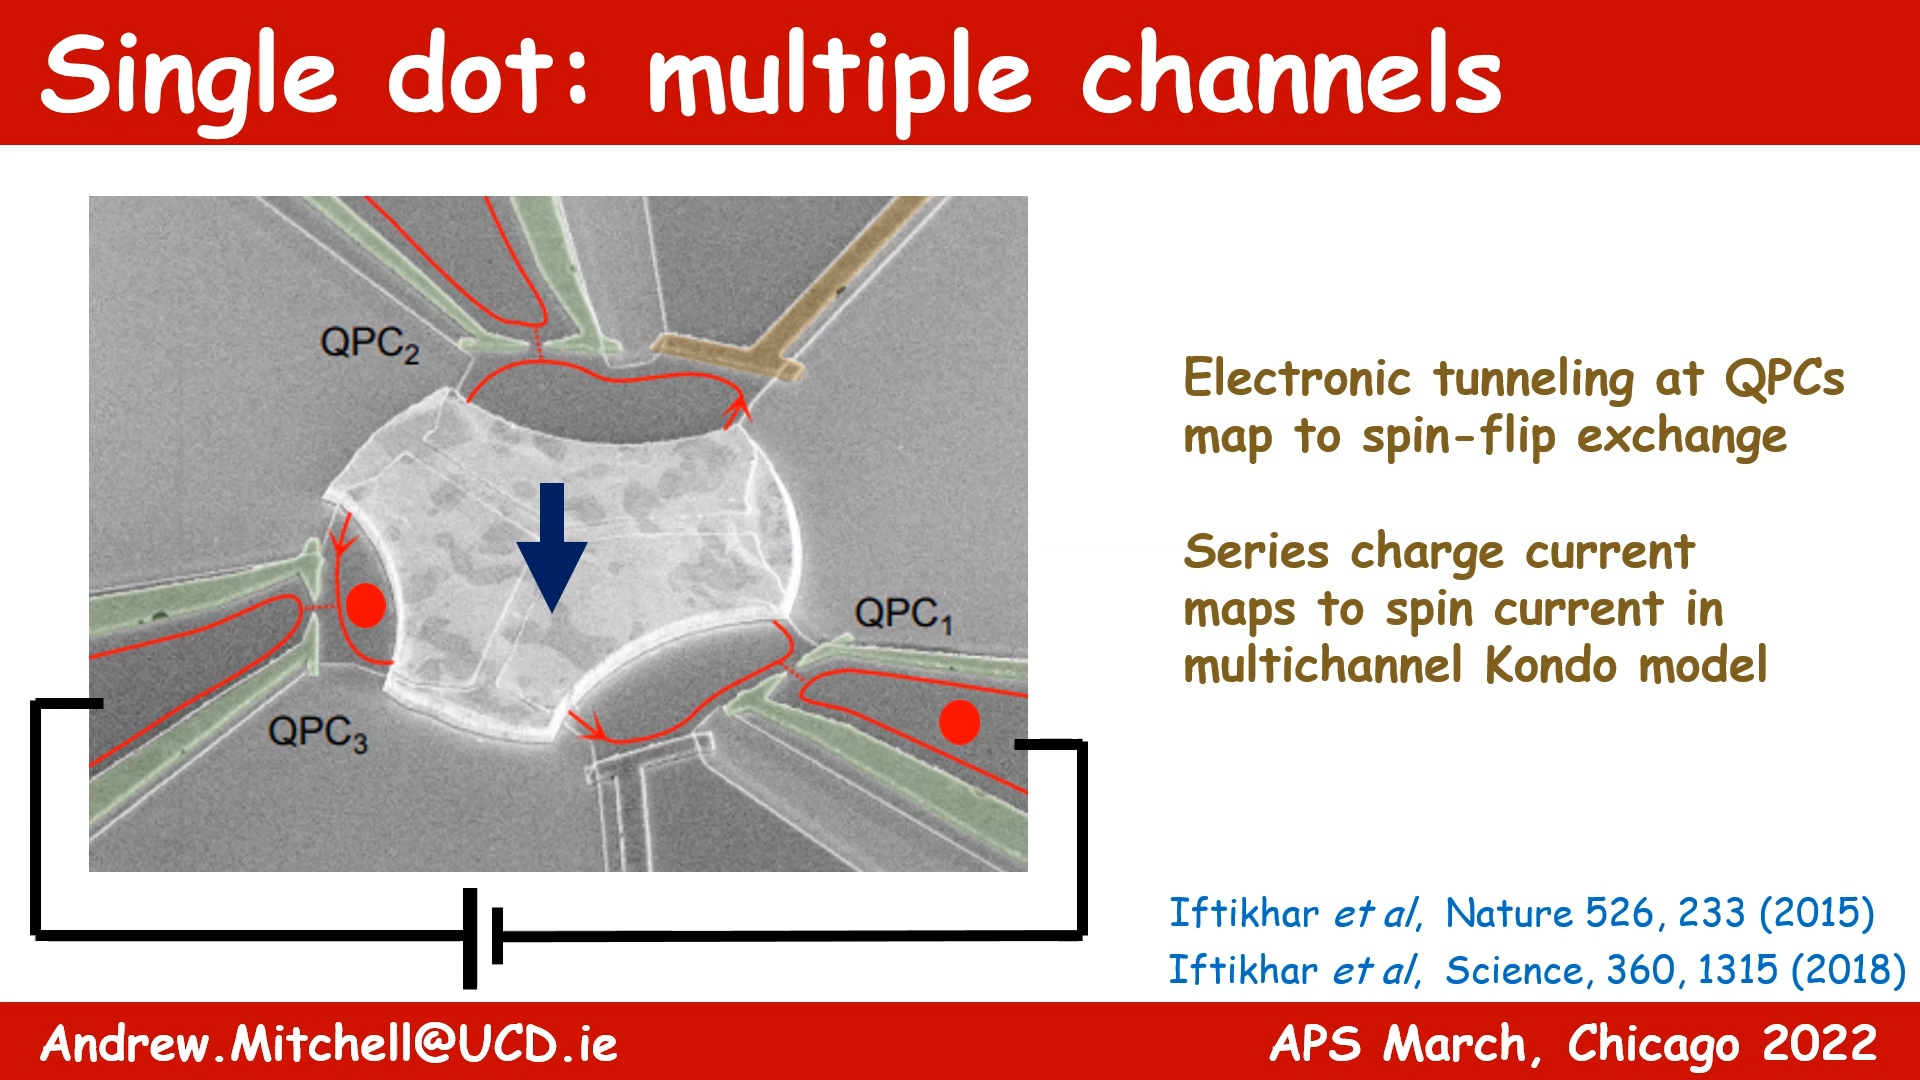 Single dot: multiple channels
QPC2
QPC1
QPC3
Electronic tunneling at QPCs
map to spin-flip exchange
Series charge current
maps to spin current in
multichannel Kondo model
Iftikhar et al, Nature 526, 233 (2015)
Iftikhar et al, Science, 360, 1315 (2018)
Andrew.Mitchell@UCD.ie
APS March, Chicago 2022